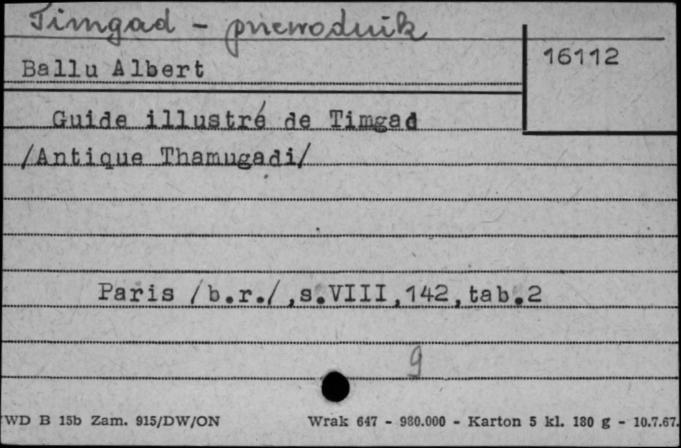 Timgad - przewodnik
16112
Ballu Albert
Guide illustré de Timgad
/Antique Thamugadi/
Paris /b.r./,s.VIII,142,tab.2
9
WD B 15b Zam. 915/DW/ON
Wrak 647 - 980.000 - Karton 5 kl. 180 g - 10.7.67.